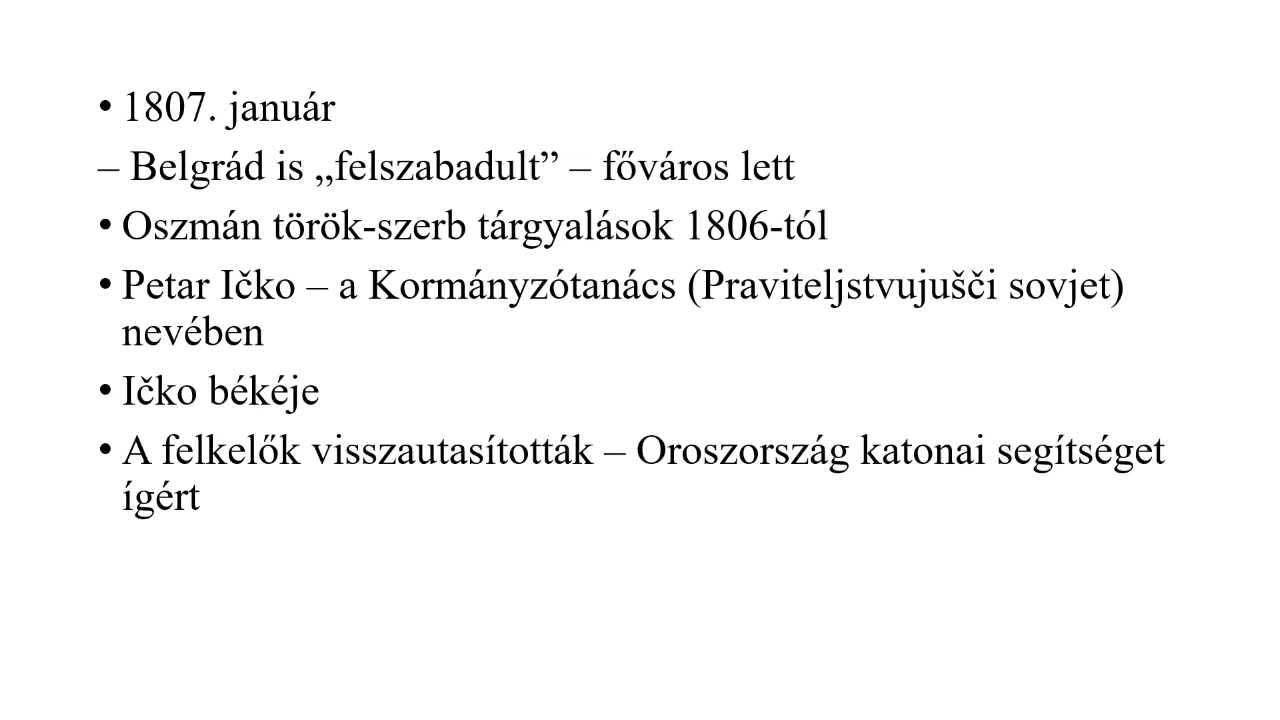 • 1807. január
– Belgrád is „felszabadult” – főváros lett
• Oszmán török-szerb tárgyalások 1806-tól
• Petar Ičko – a Kormányzótanács (Praviteljstvujušči sovjet)
nevében
• Ičko békéje
• A felkelők visszautasították – Oroszország katonai segítséget
ígért